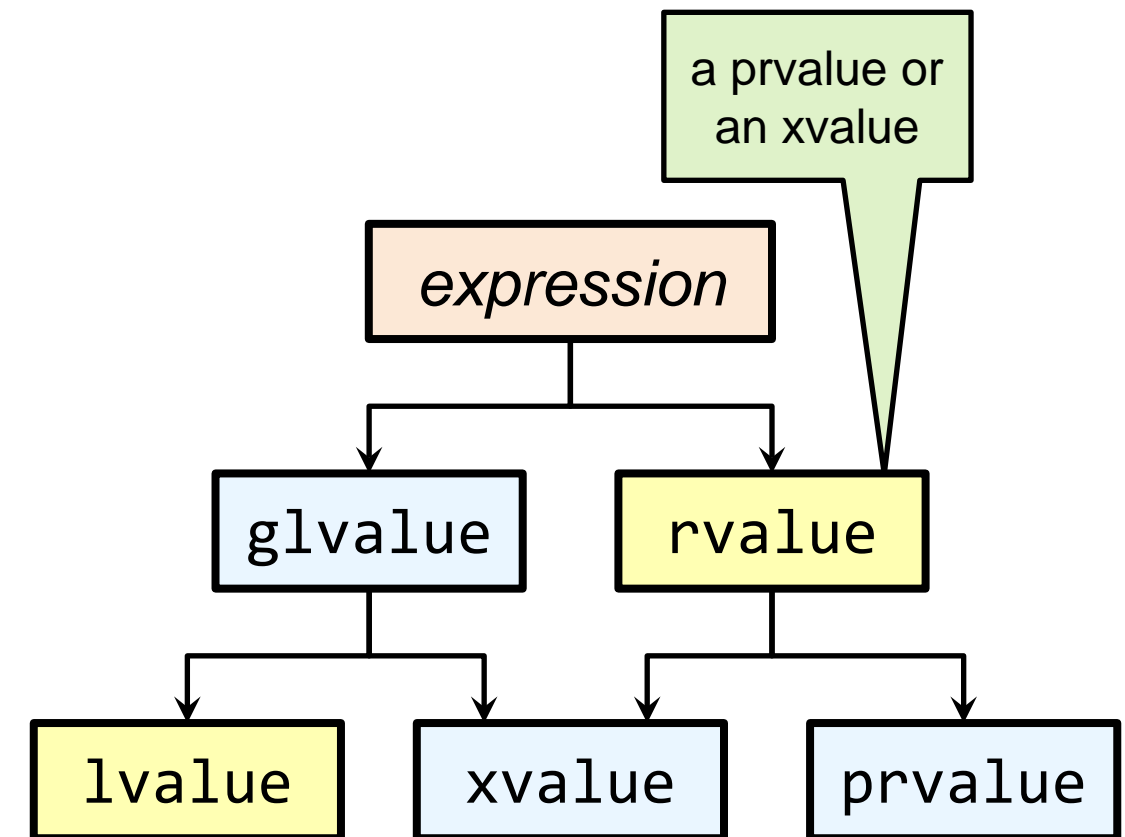 a prvalue or
an xvalue
expression
glvalue
rvalue
lvalue
xvalue
prvalue